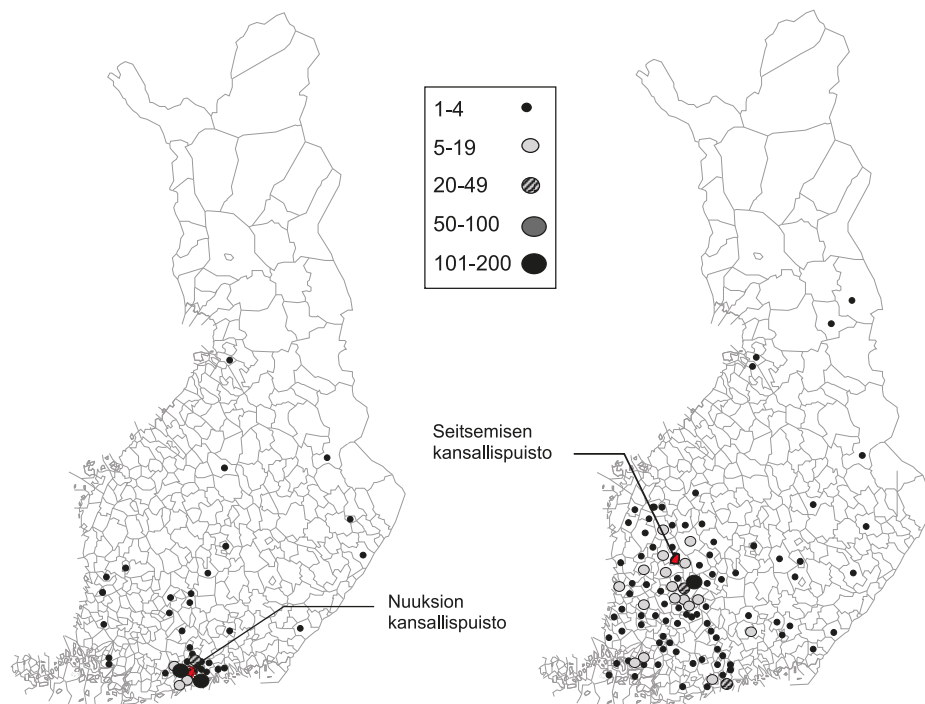 1-4
5-19
20-49
50-100
101-200
Seitsemisen
kansallispuisto
Nuuksion
kansallispuisto